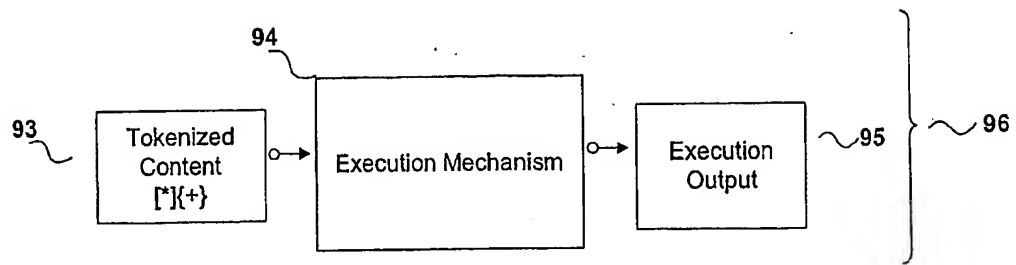 94
93
Tokenized
Content
[*]{+}
Execution Mechanism
Execution
Output
95
96